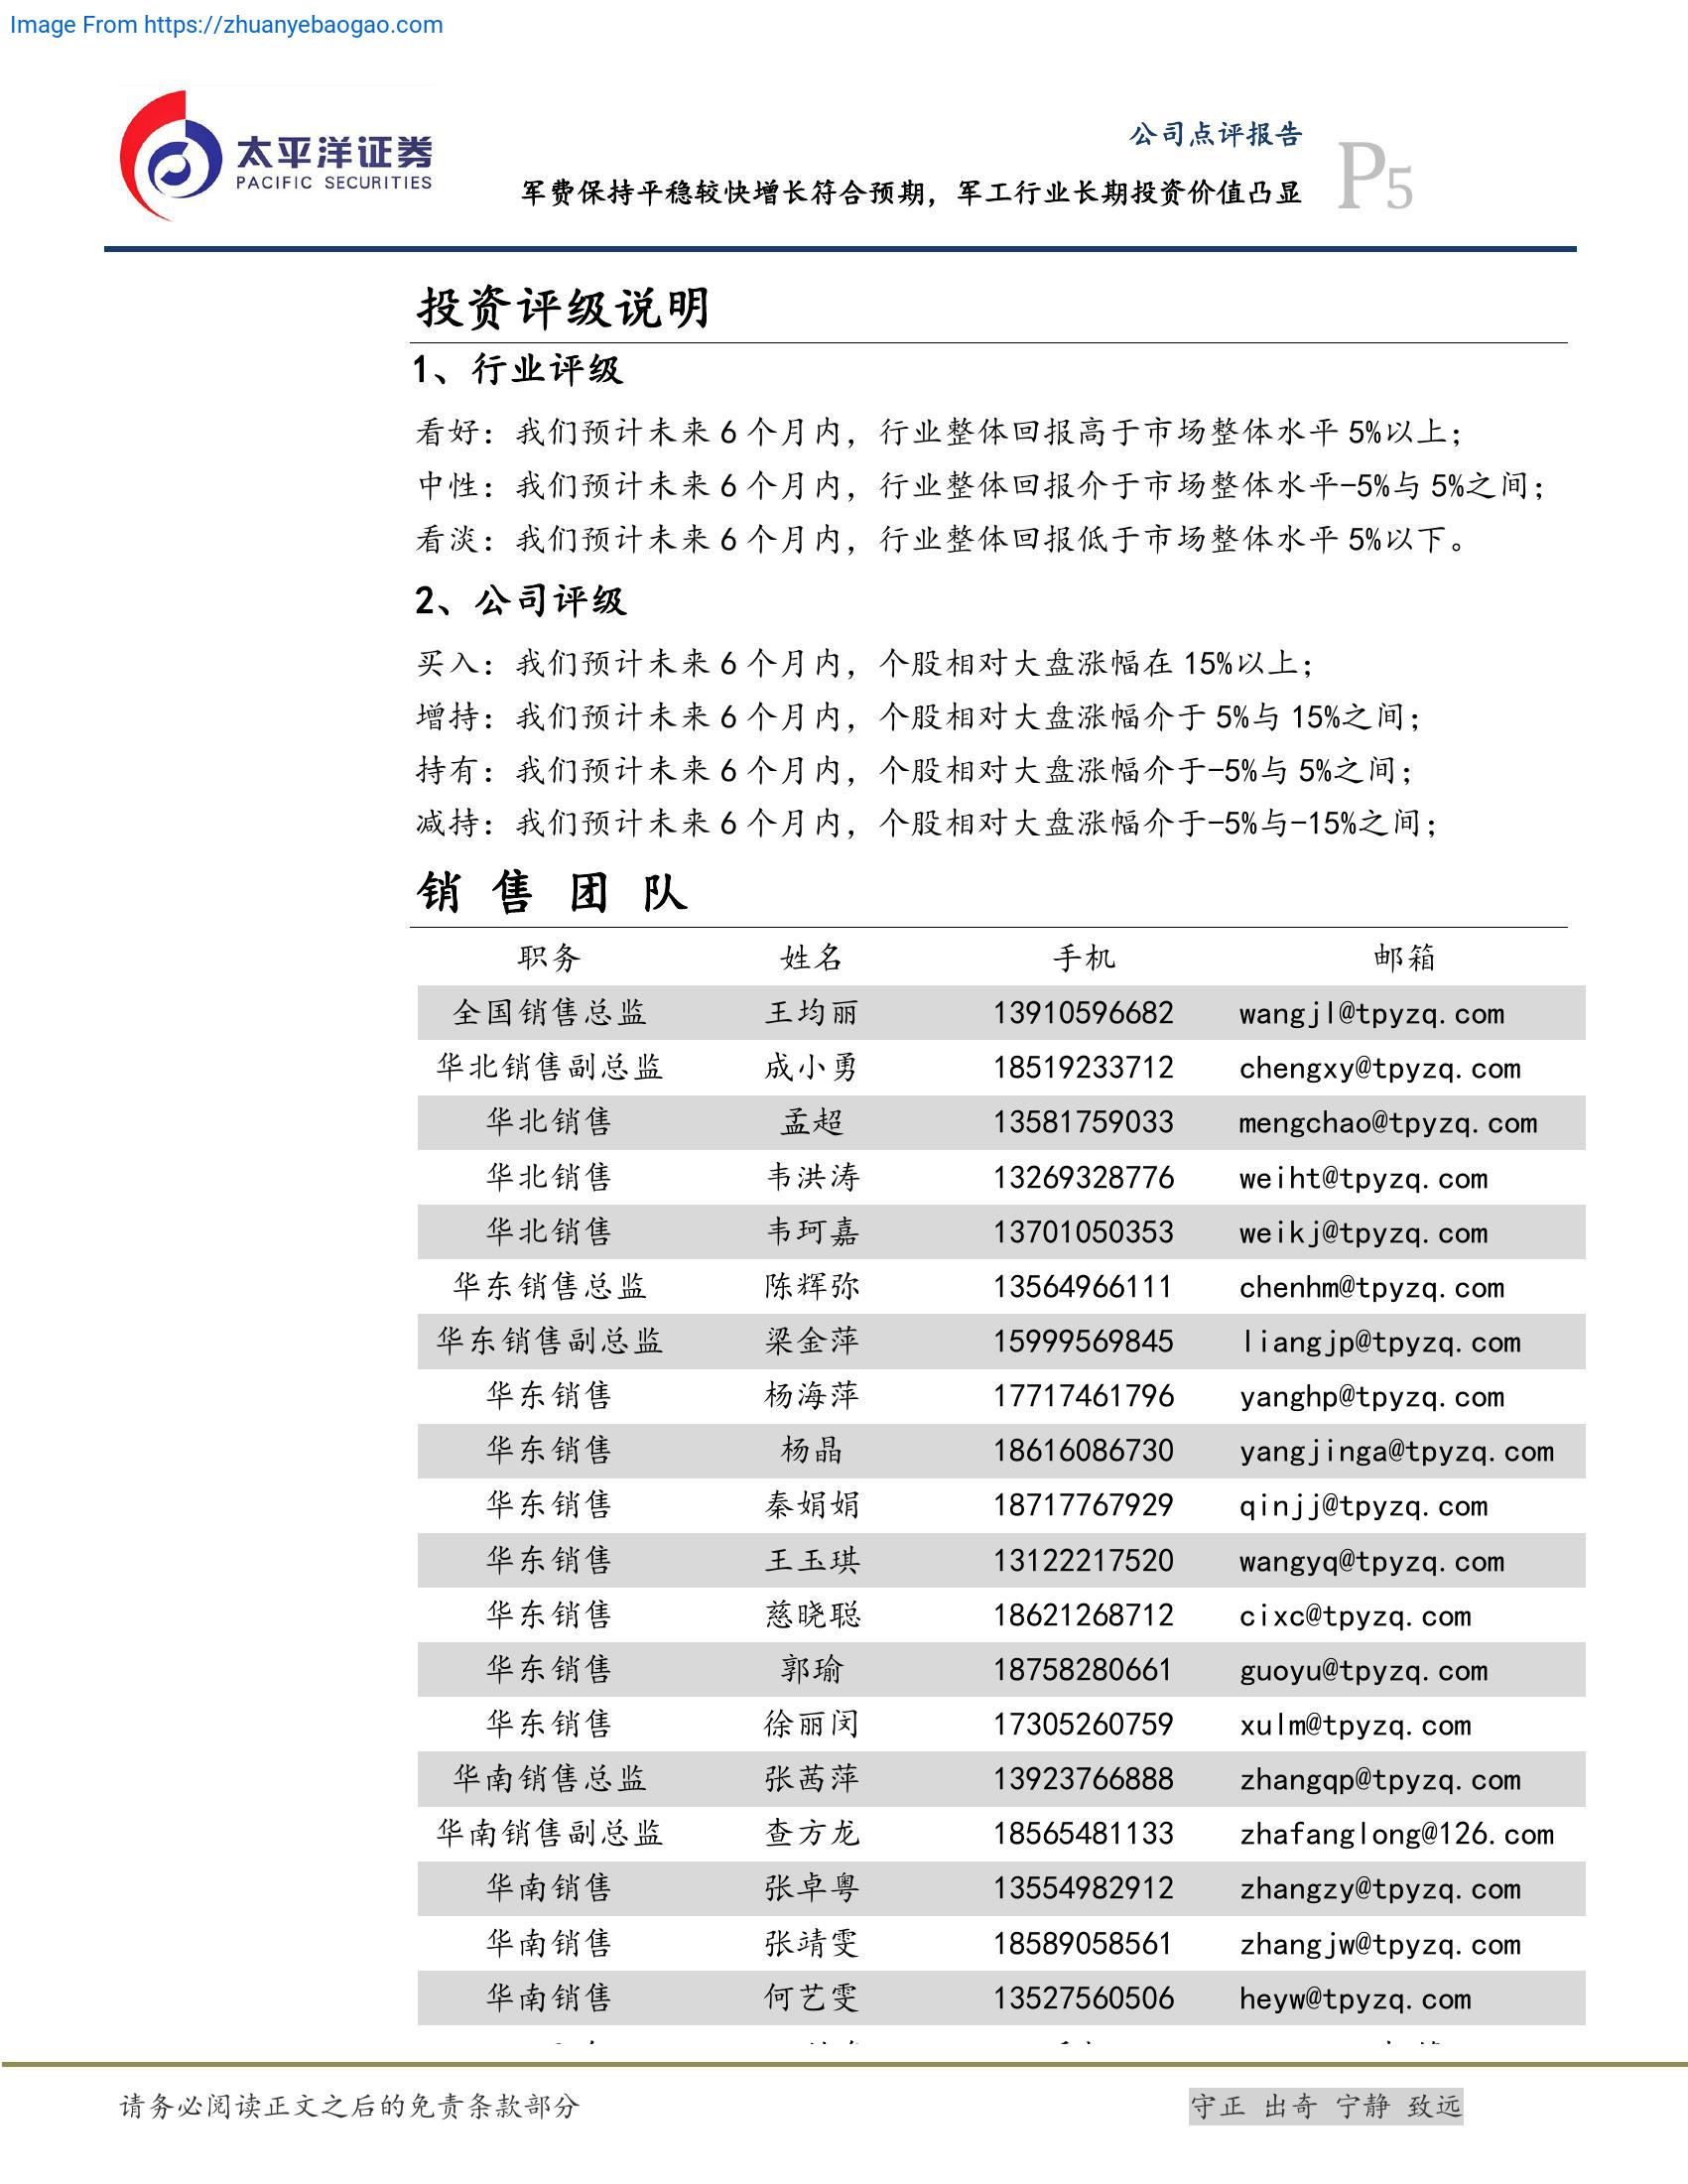 Image From https://zhuanyebaogao.com
太平洋证券
PACIFIC SECURITIES
公司点评报告
军费保持平稳较快增长符合预期，军工行业长期投资价值凸显
P5
投资评级说明
1、行业评级
看好：我们预计未来6个月内，行业整体回报高于市场整体水平5%以上；
中性：我们预计未来6个月内，行业整体回报介于市场整体水平-5%与5%之间；
看淡：我们预计未来6个月内，行业整体回报低于市场整体水平5%以下。
2、公司评级
买入：我们预计未来6个月内，个股相对大盘涨幅在15%以上；
增持：我们预计未来6个月内，个股相对大盘涨幅介于5%与15%之间；
持有：我们预计未来6个月内，个股相对大盘涨幅介于-5%与5%之间；
减持：我们预计未来6个月内，个股相对大盘涨幅介于-5%与-15%之间；
销 售 团 队
职务 姓名 手机 邮箱
全国销售总监 王均丽 13910596682 wangjl@tpyzq.com
华北销售副总监 成小勇 18519233712 chengxy@tpyzq.com
华北销售 孟超 13581759033 mengchao@tpyzq.com
华北销售 韦洪涛 13269328776 weiht@tpyzq.com
华北销售 韦珂嘉 13701050353 weikj@tpyzq.com
华东销售总监 陈辉弥 13564966111 chenhm@tpyzq.com
华东销售副总监 梁金萍 15999569845 liangjp@tpyzq.com
华东销售 杨海萍 17717461796 yanghp@tpyzq.com
华东销售 杨晶 18616086730 yangjinga@tpyzq.com
华东销售 秦娟娟 18717767929 qinjj@tpyzq.com
华东销售 王玉琪 13122217520 wangyq@tpyzq.com
华东销售 慈晓聪 18621268712 cixc@tpyzq.com
华东销售 郭瑜 18758280661 guoyu@tpyzq.com
华东销售 徐丽闵 17305260759 xulm@tpyzq.com
华南销售总监 张茜萍 13923766888 zhangqp@tpyzq.com
华南销售副总监 查方龙 18565481133 zhafanglong@126.com
华南销售 张卓粤 13554982912 zhangzy@tpyzq.com
华南销售 张靖雯 18589058561 zhangjw@tpyzq.com
华南销售 何艺雯 13527560506 heyw@tpyzq.com
请务必阅读正文之后的免责条款部分
守正 出奇 宁静 致远